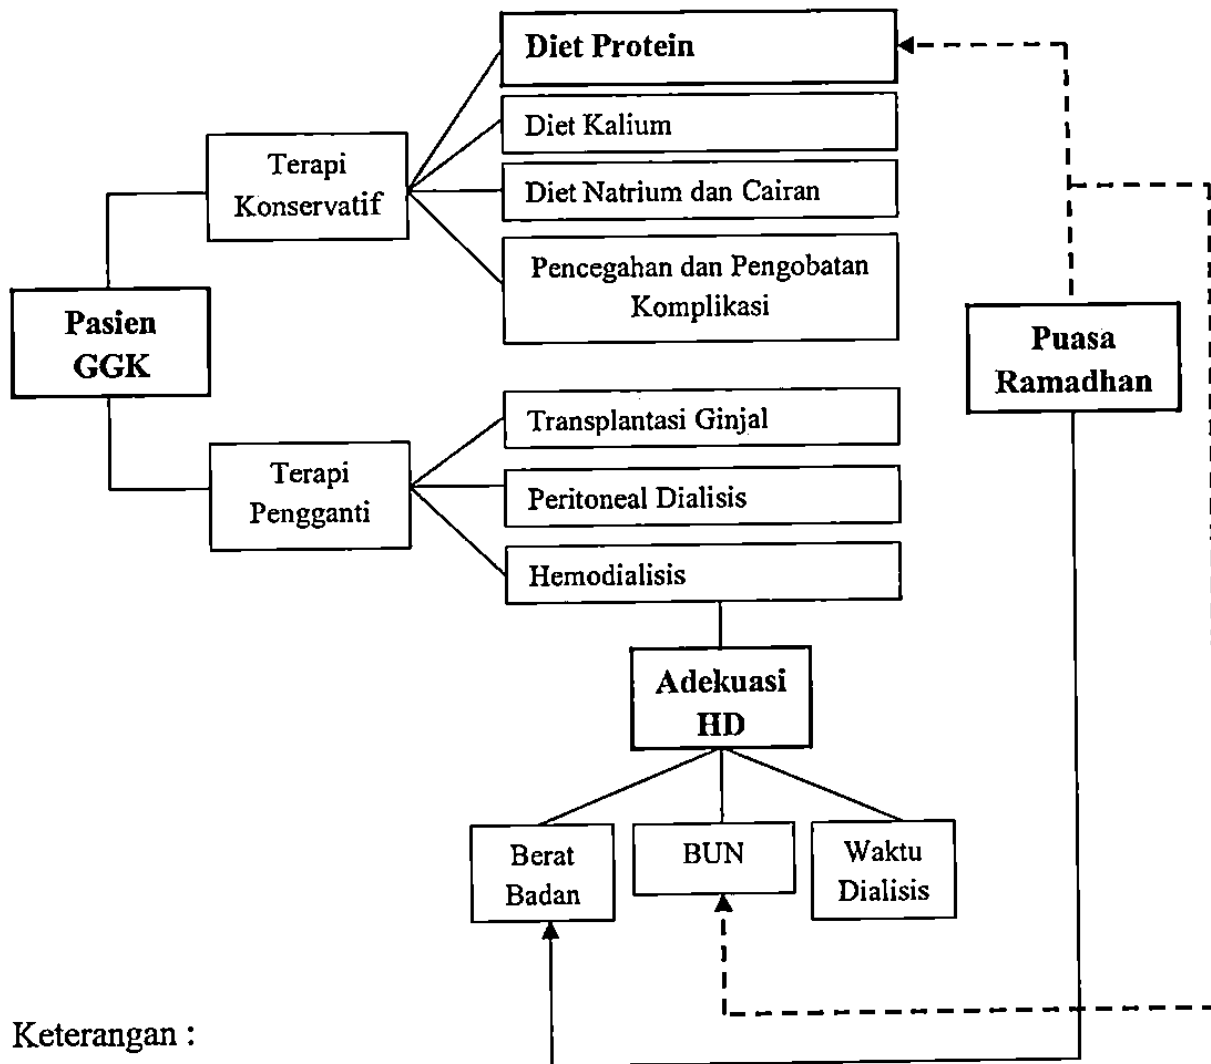 Diet Protein
Diet Kalium
Terapi
Konservatif
Diet Natrium dan Cairan
Pencegahan dan Pengobatan
Komplikasi
Pasien
GGK
Puasa
Ramadhan
Transplantasi Ginjal
Terapi
Pengganti
Peritoneal Dialisis
Hemodialisis
Adekuasi
HD
Berat
Badan
BUN
Waktu
Dialisis
Keterangan :